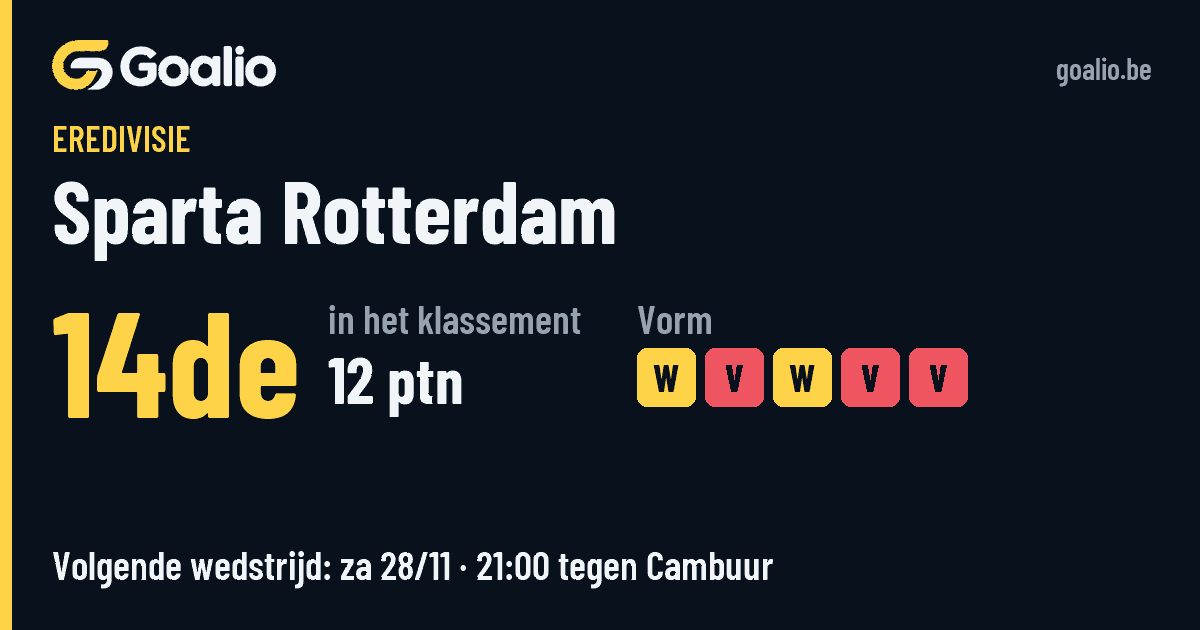 Goalio
goalio.be
EREDIVISIE
Sparta Rotterdam
14de
in het klassement
12 ptn
Vorm
W V W V V
Volgende wedstrijd: za 28/11 · 21:00 tegen Cambuur